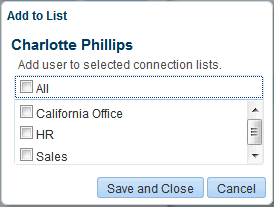 Add to List
Charlotte Phillips
Add user to selected connection lists.
All
California Office
HR
Sales
Save and Close Cancel